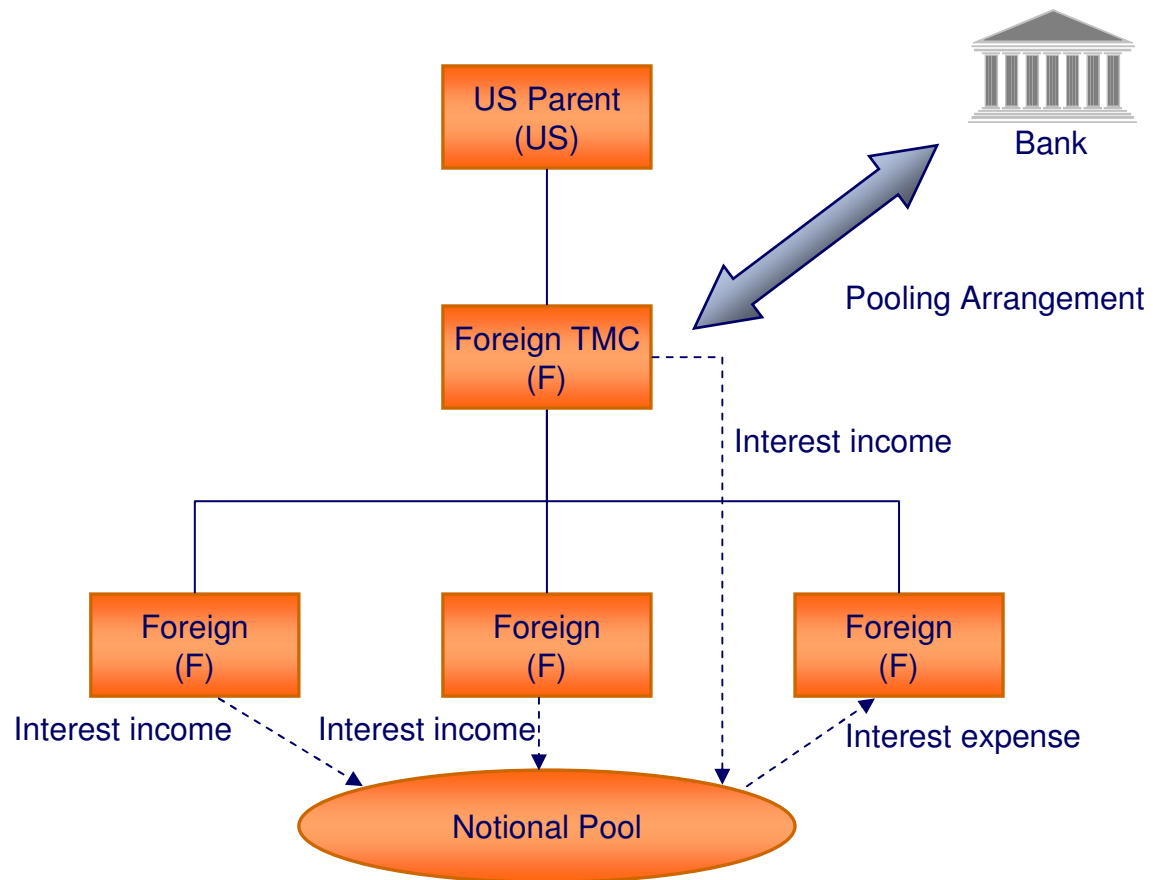 US Parent
(US)
Bank
Pooling Arrangement
Foreign TMC
(F)
Interest income
Foreign
(F)
Foreign
(F)
Foreign
(F)
Interest income
Interest income
Interest expense
Notional Pool